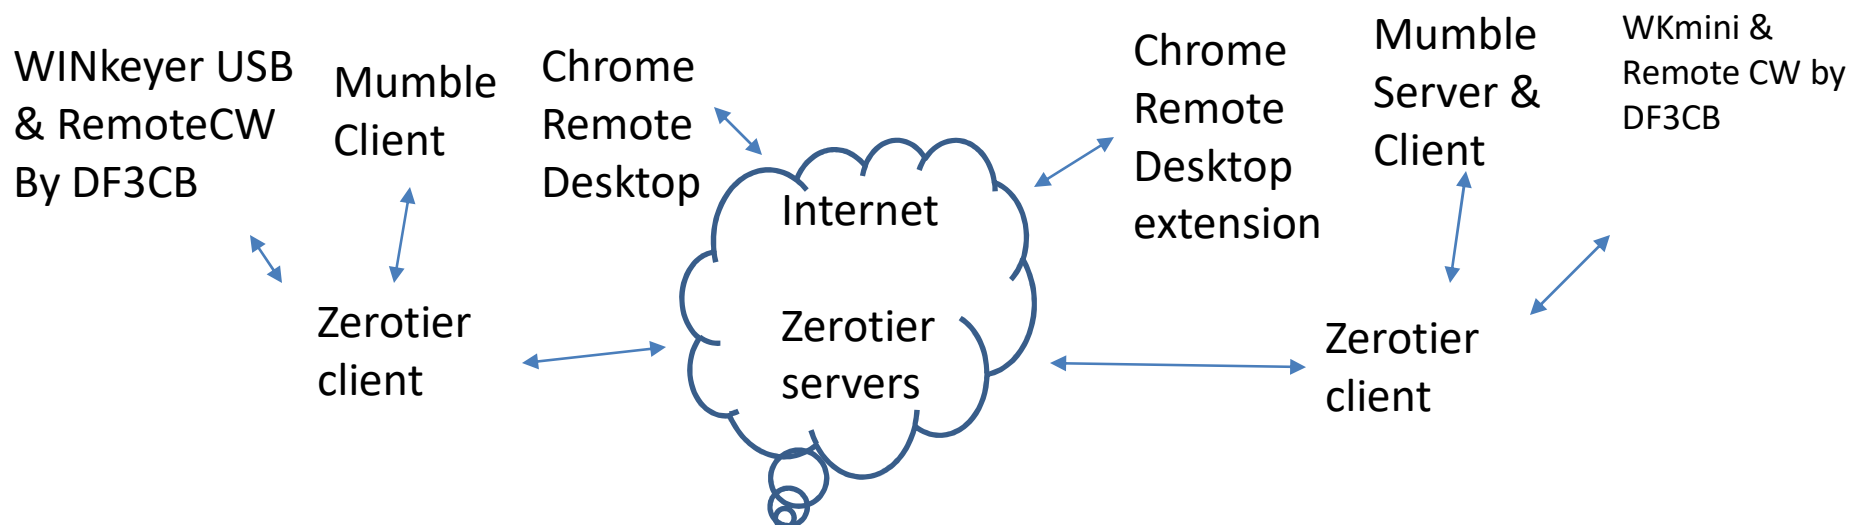 WINkeyer USB
& RemoteCW
By DF3CB
Mumble
Client
Chrome
Remote
Desktop
Internet
Zerotier
servers
Chrome
Remote
Desktop
extension
Mumble
Server &
Client
WKmini &
Remote CW by
DF3CB
Zerotier
client
Zerotier
client